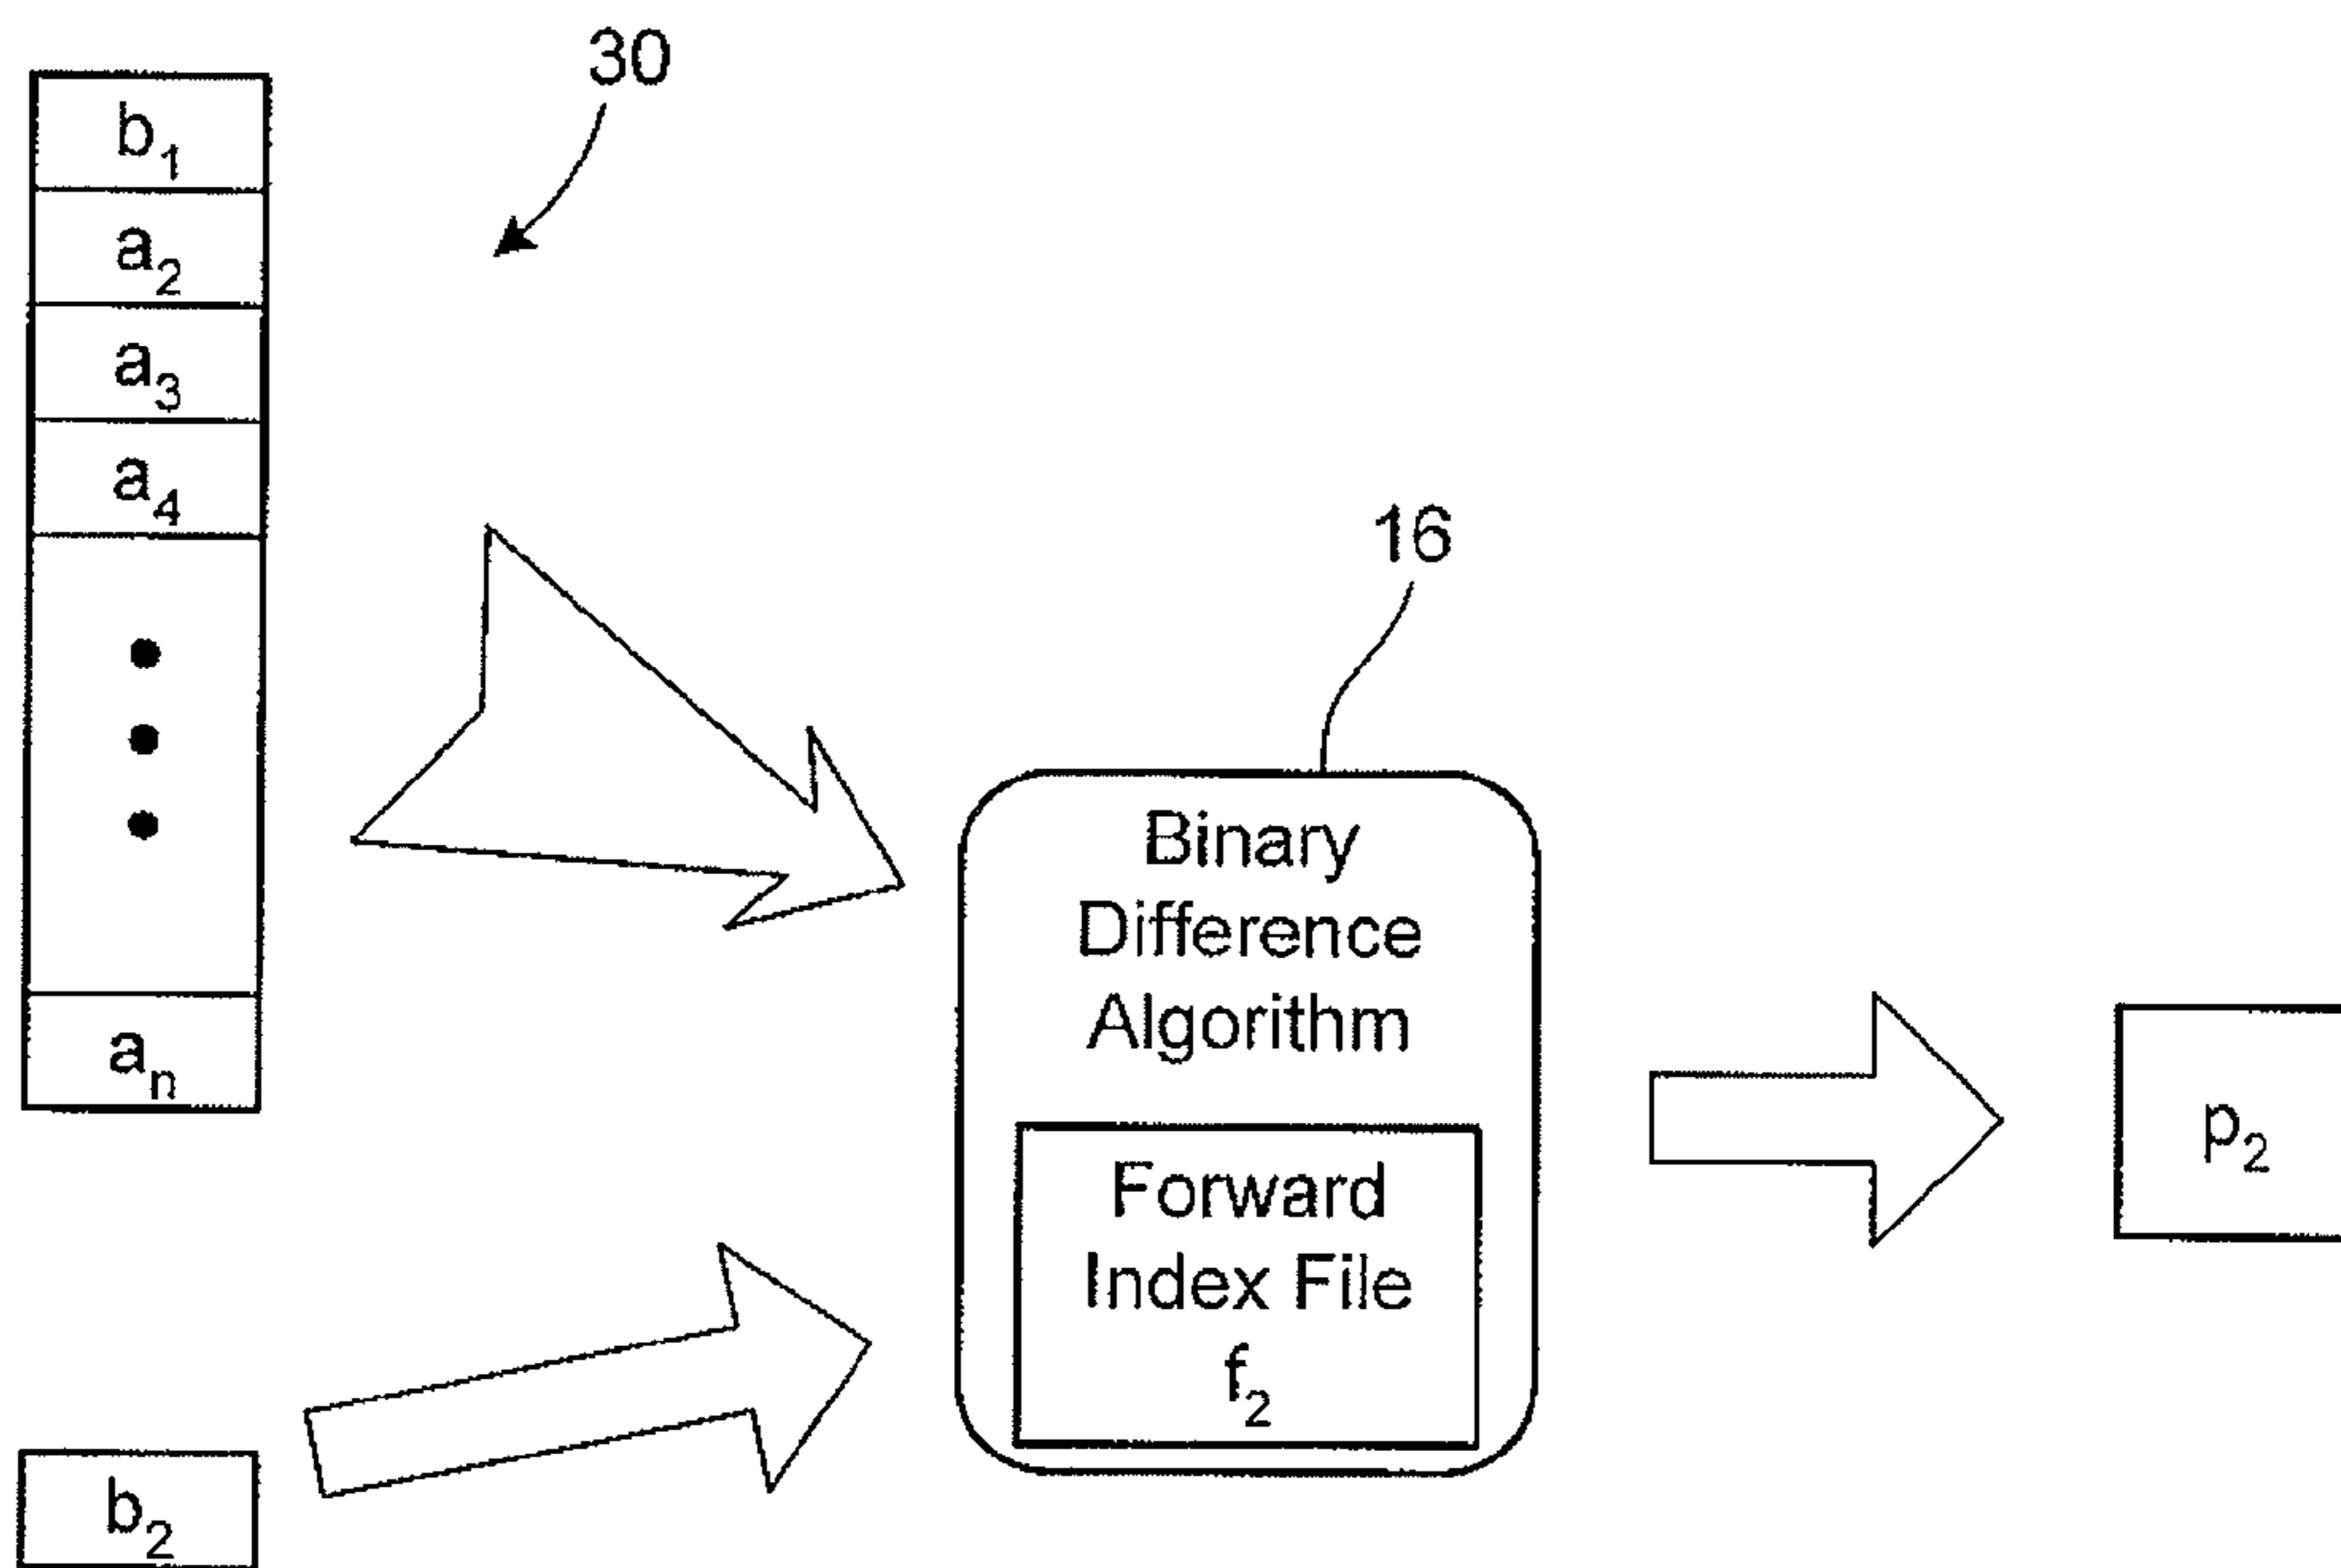 30
b₁
a₂
a₃
a₄
aₙ
16
Binary
Difference
Algorithm
Forward
Index File
f₂
p₂
b₂